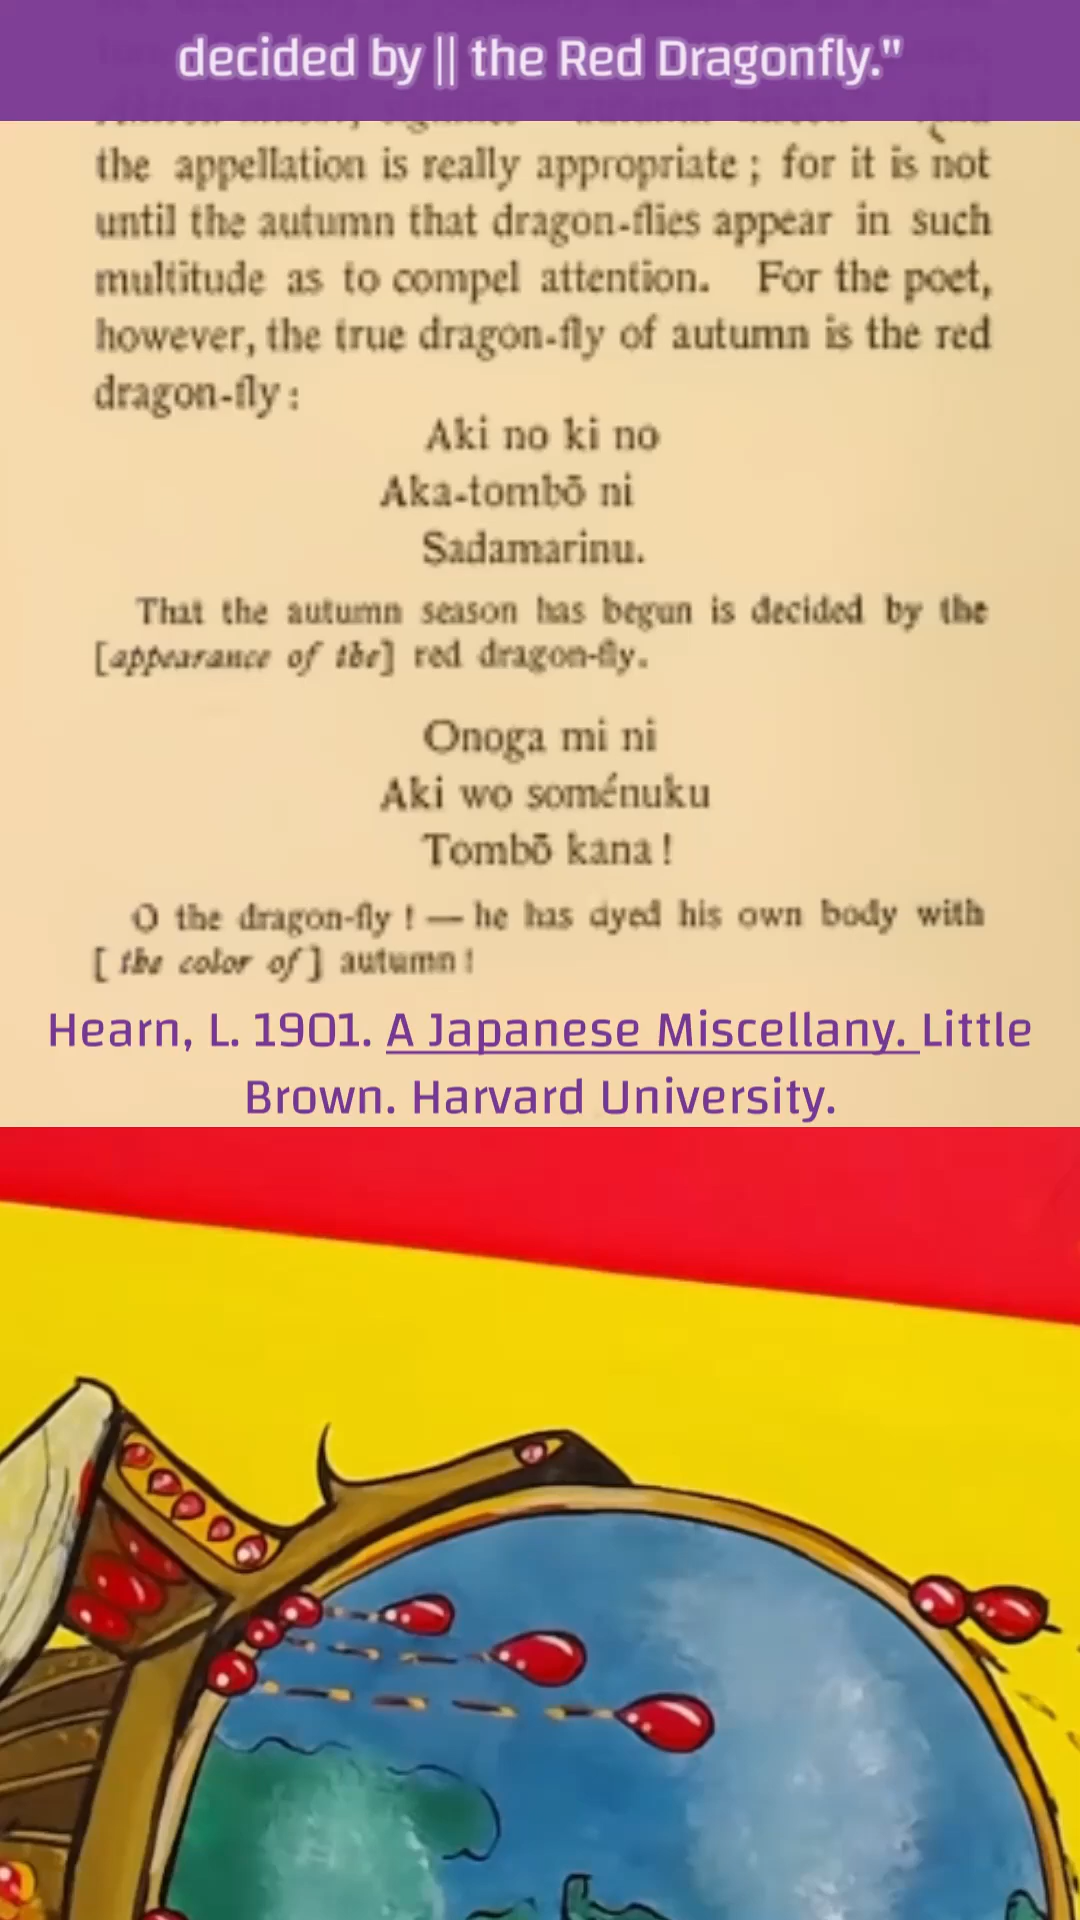 decided by || the Red Dragonfly."
the appellation is really appropriate ; for it is not
until the autumn that dragon-flies appear in such
multitude as to compel attention. For the poet,
however, the true dragon-fly of autumn is the red
dragon-fly :
Aki no ki no
Aka-tombō ni
Sadamarinu.
That the autumn season has begun is decided by the
[appearance of the] red dragon-fly.
Onoga mi ni
Aki wo soménuku
Tombō kana !
O the dragon-fly ! — he has dyed his own body with
[ the color of ] autumn !
Hearn, L. 1901. A Japanese Miscellany. Little
Brown. Harvard University.